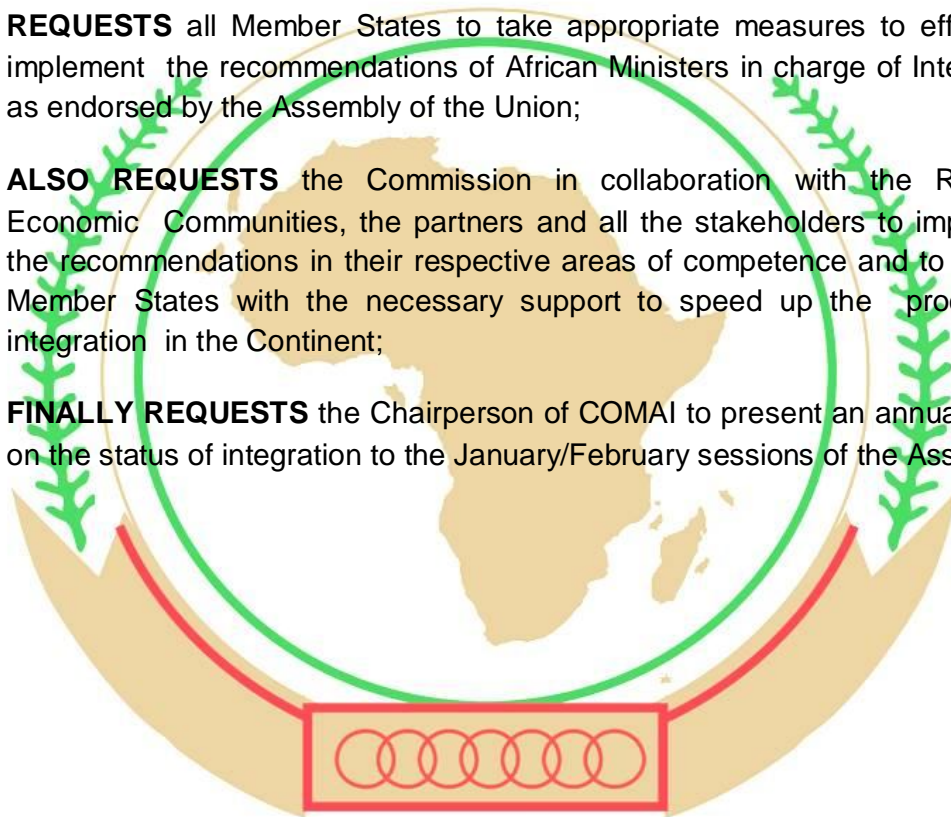 REQUESTS all Member States to take appropriate measures to eff
implement the recommendations of African Ministers in charge of Inte
as endorsed by the Assembly of the Union;
ALSO REQUESTS the Commission in collaboration with the R
Economic Communities, the partners and all the stakeholders to imp
the recommendations in their respective areas of competence and to
Member States with the necessary support to speed up the pro
integration in the Continent;
FINALLY REQUESTS the Chairperson of COMAI to present an annua
on the status of integration to the January/February sessions of the Ass